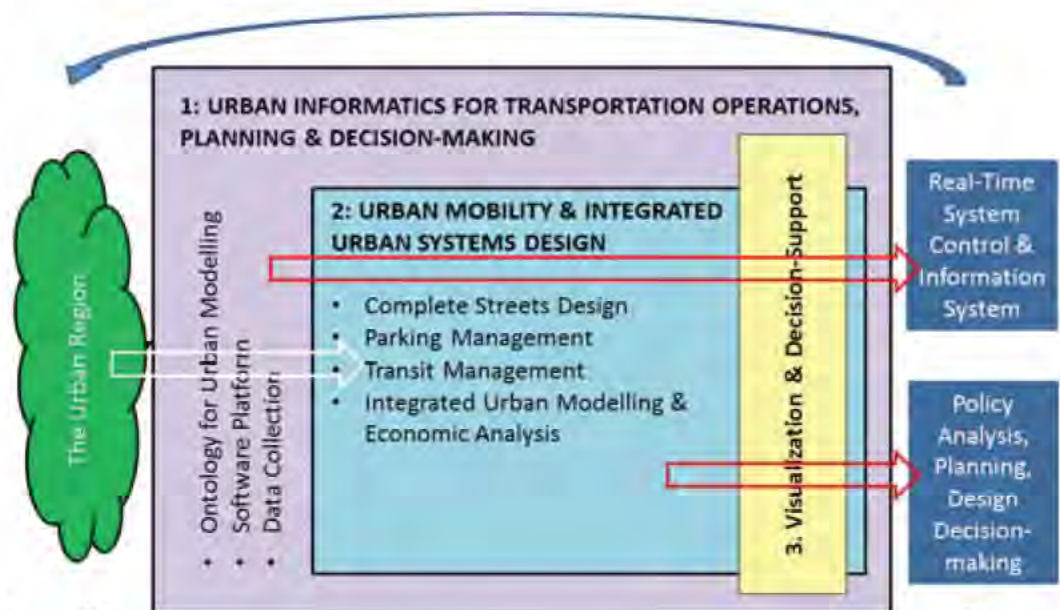 1: URBAN INFORMATICS FOR TRANSPORTATION OPERATIONS,
PLANNING & DECISION-MAKING
The Urban Region
• Ontology for Urban Modelling
• Software Platform
• Data Collection
2: URBAN MOBILITY & INTEGRATED
URBAN SYSTEMS DESIGN
• Complete Streets Design
• Parking Management
• Transit Management
• Integrated Urban Modelling &
Economic Analysis
3. Visualization & Decision-Support
Real-Time
System
Control &
Information
System
Policy
Analysis,
Planning,
Design
Decision-
making